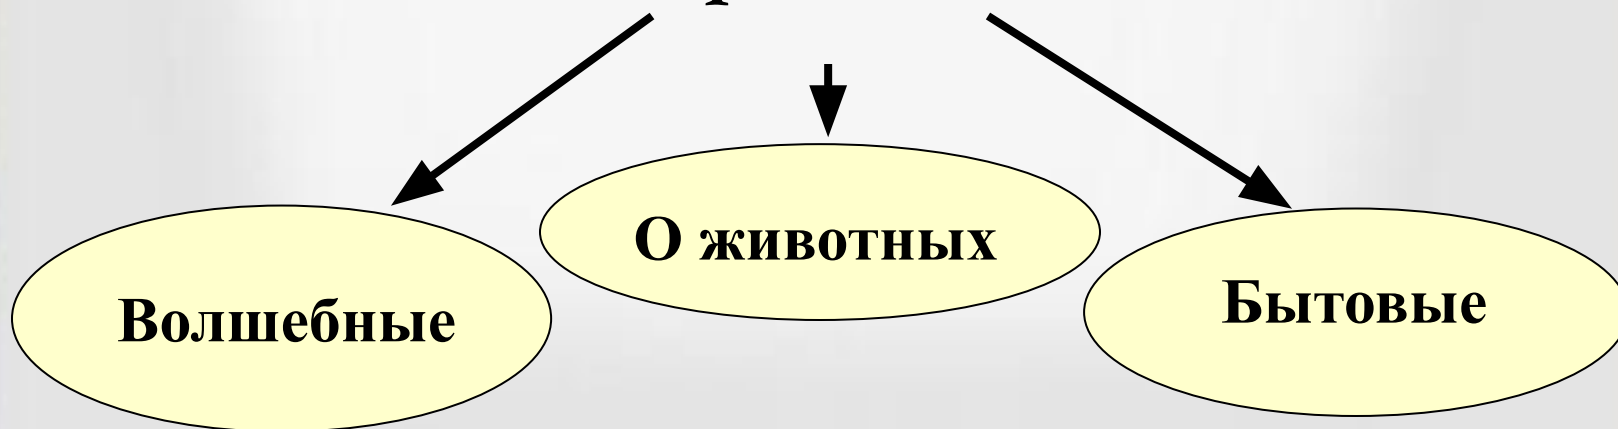 О животных
Волшебные
Бытовые